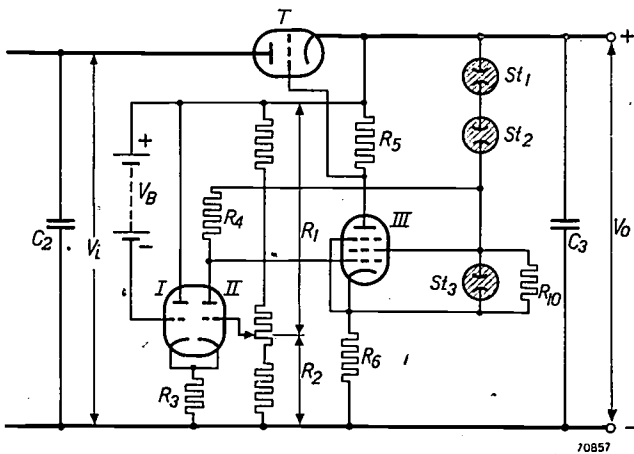 T
+
St1
St2
+
VB
−
R5
R4
R1
III
C2
Vi
I
II
St3
R10
C3
Vo
R3
R2
R6
−
70857